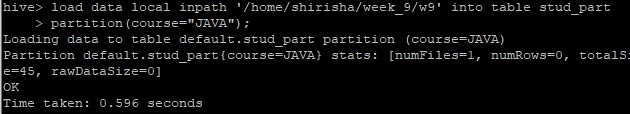 hive> load data local inpath '/home/shirisha/week_9/w9' into table stud_part
    > partition(course="JAVA");
Loading data to table default.stud_part partition (course=JAVA)
Partition default.stud_part{course=JAVA} stats: [numFiles=1, numRows=0, totalSi
e=45, rawDataSize=0]
OK
Time taken: 0.596 seconds